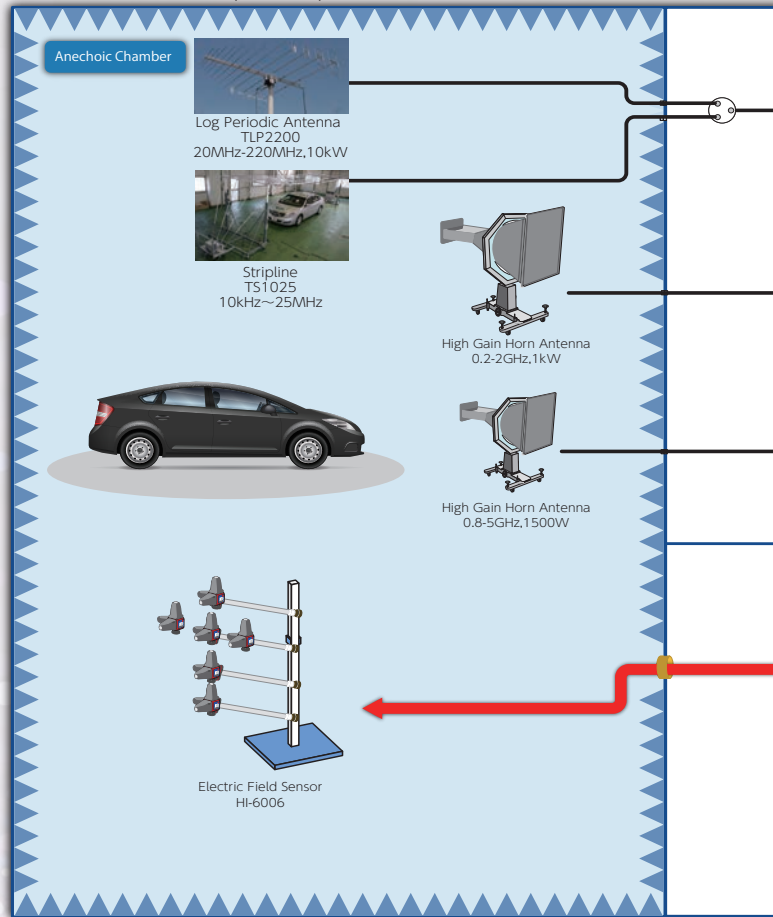 Anechoic Chamber
Log Periodic Antenna
TLP2200
20MHz-220MHz,10kW
Stripline
TS1025
10kHz～25MHz
High Gain Horn Antenna
0.2-2GHz,1kW
High Gain Horn Antenna
0.8-5GHz,1500W
Electric Field Sensor
HI-6006